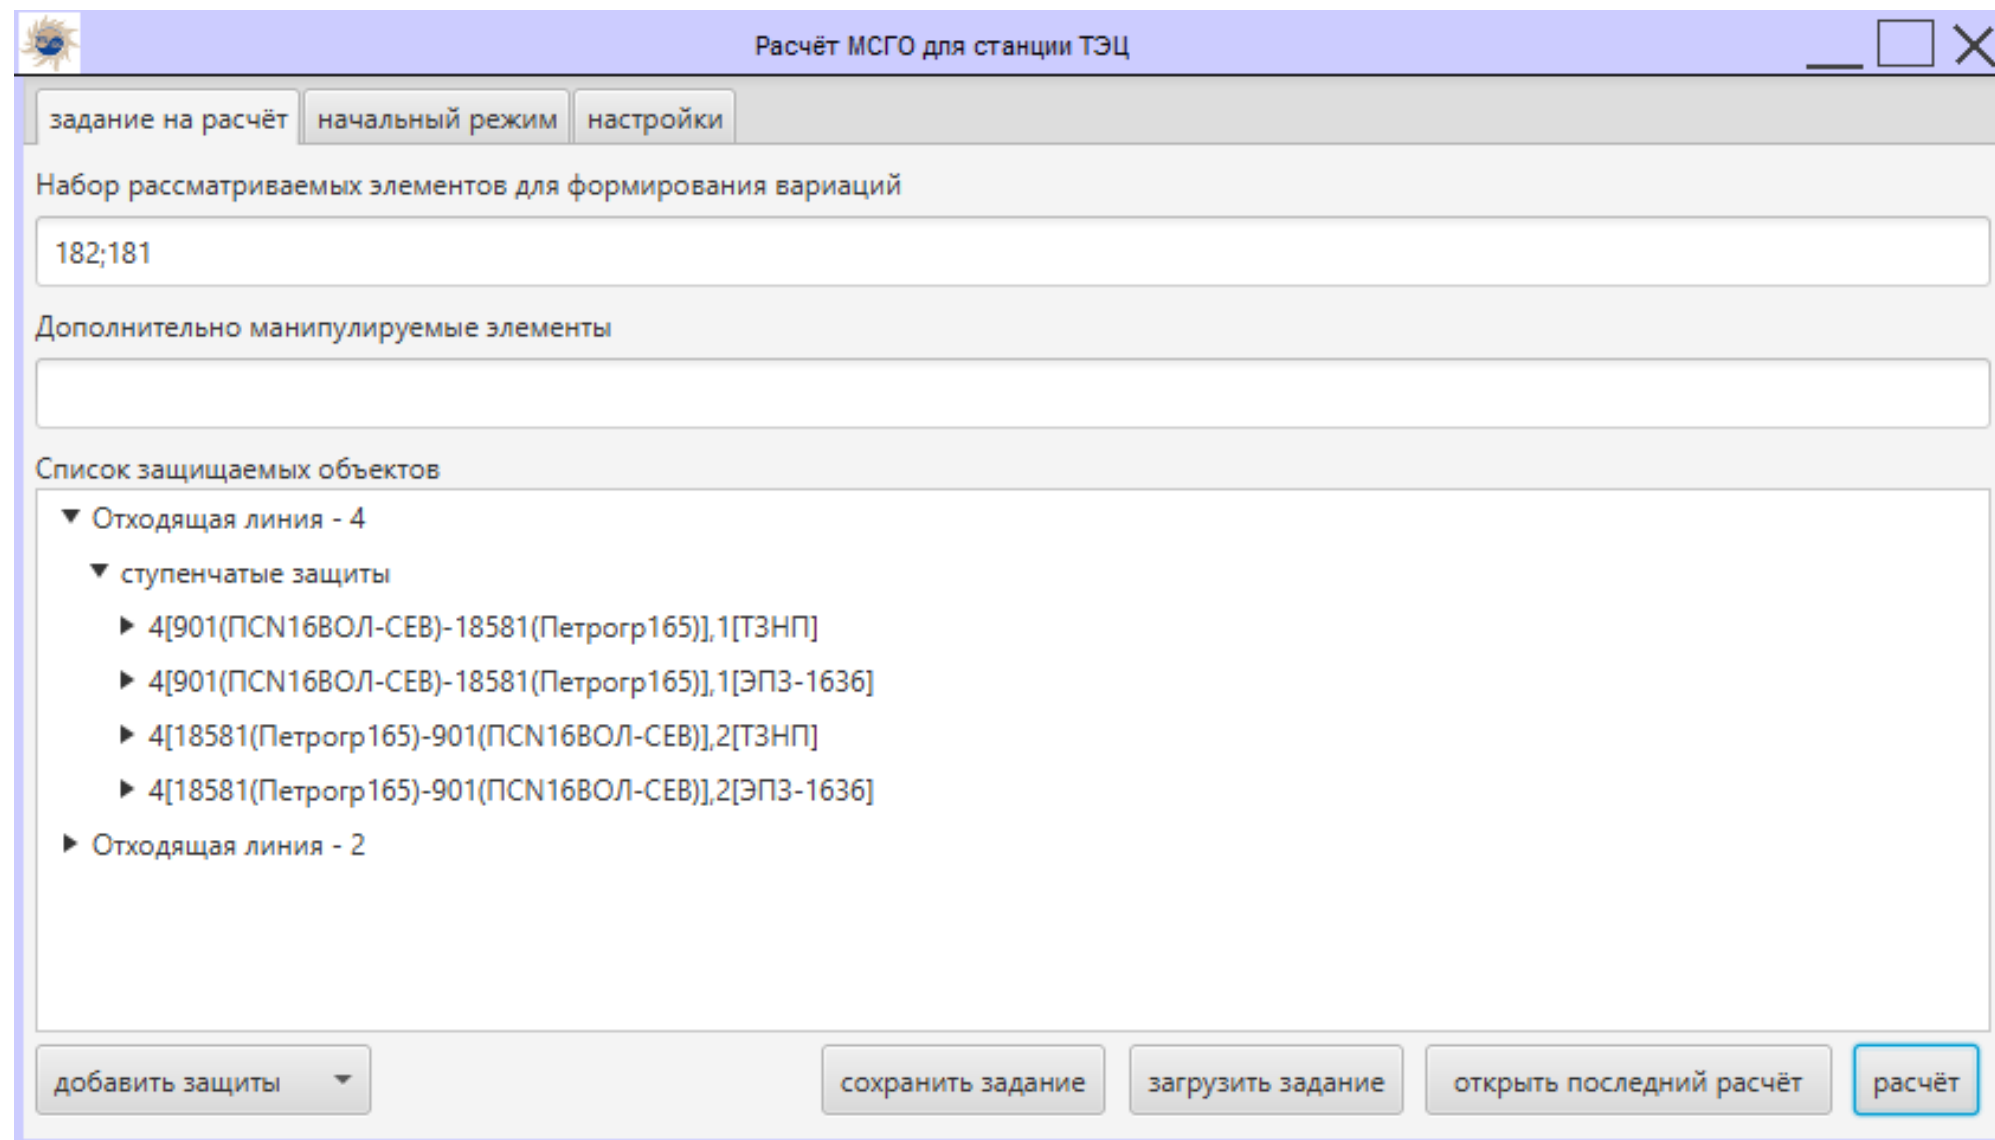 Расчёт МСГО для станции ТЭЦ
задание на расчёт начальный режим настройки
Набор рассматриваемых элементов для формирования вариаций
182;181
Дополнительно манипулируемые элементы
Список защищаемых объектов
Отходящая линия - 4
ступенчатые защиты
4[901(ПСN16ВОЛ-СЕВ)-18581(Петрогр165)],1[ТЗНП]
4[901(ПСN16ВОЛ-СЕВ)-18581(Петрогр165)],1[ЭПЗ-1636]
4[18581(Петрогр165)-901(ПСN16ВОЛ-СЕВ)],2[ТЗНП]
4[18581(Петрогр165)-901(ПСN16ВОЛ-СЕВ)],2[ЭПЗ-1636]
Отходящая линия - 2
добавить защиты сохранить задание загрузить задание открыть последний расчёт расчёт